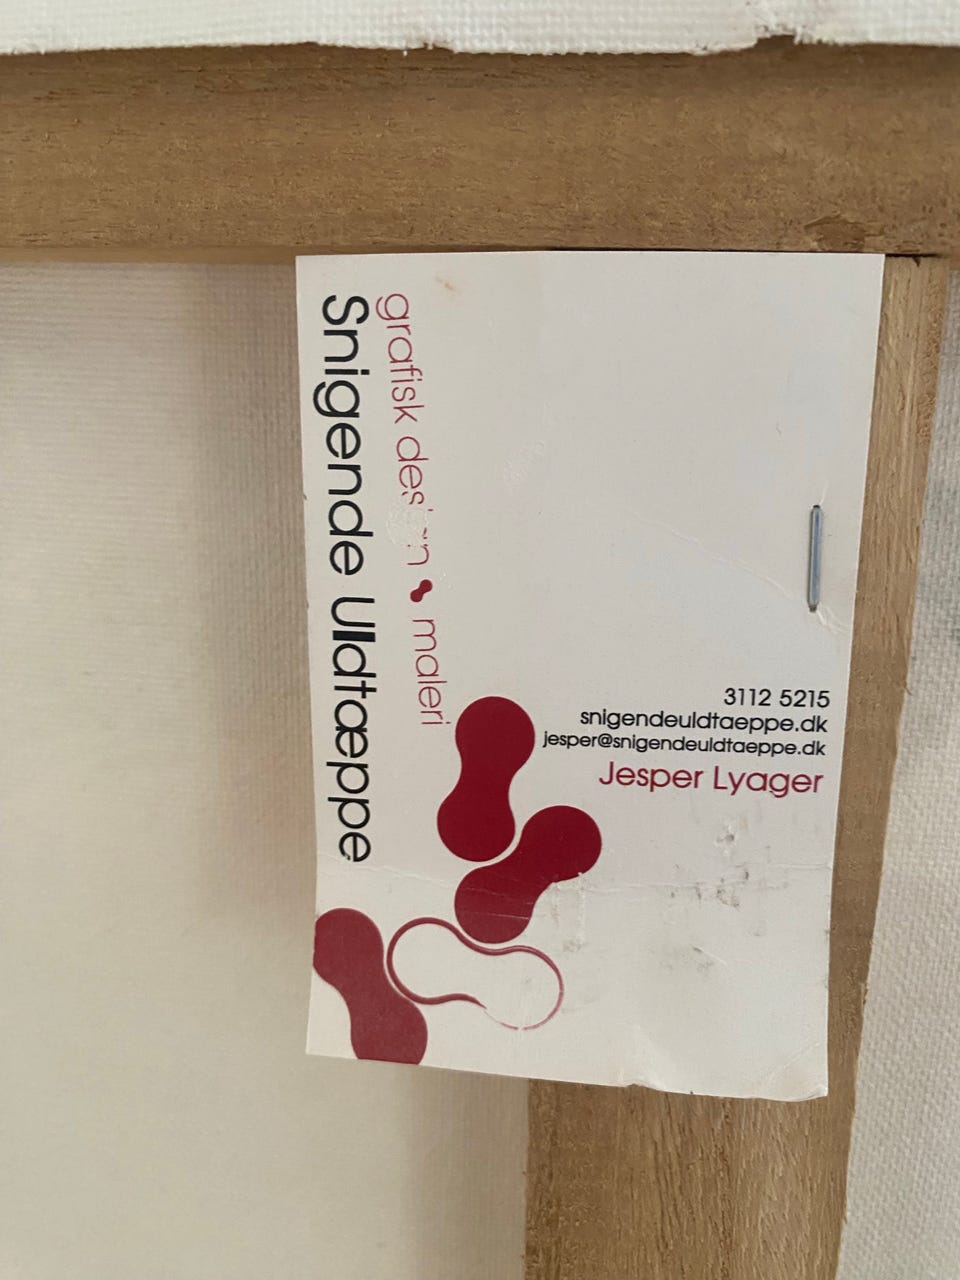 Snigende Uldtæppe
grafisk design maleri
3112 5215
snigendeuldtaeppe.dk
jesper@snigendeuldtaeppe.dk
Jesper Lyager